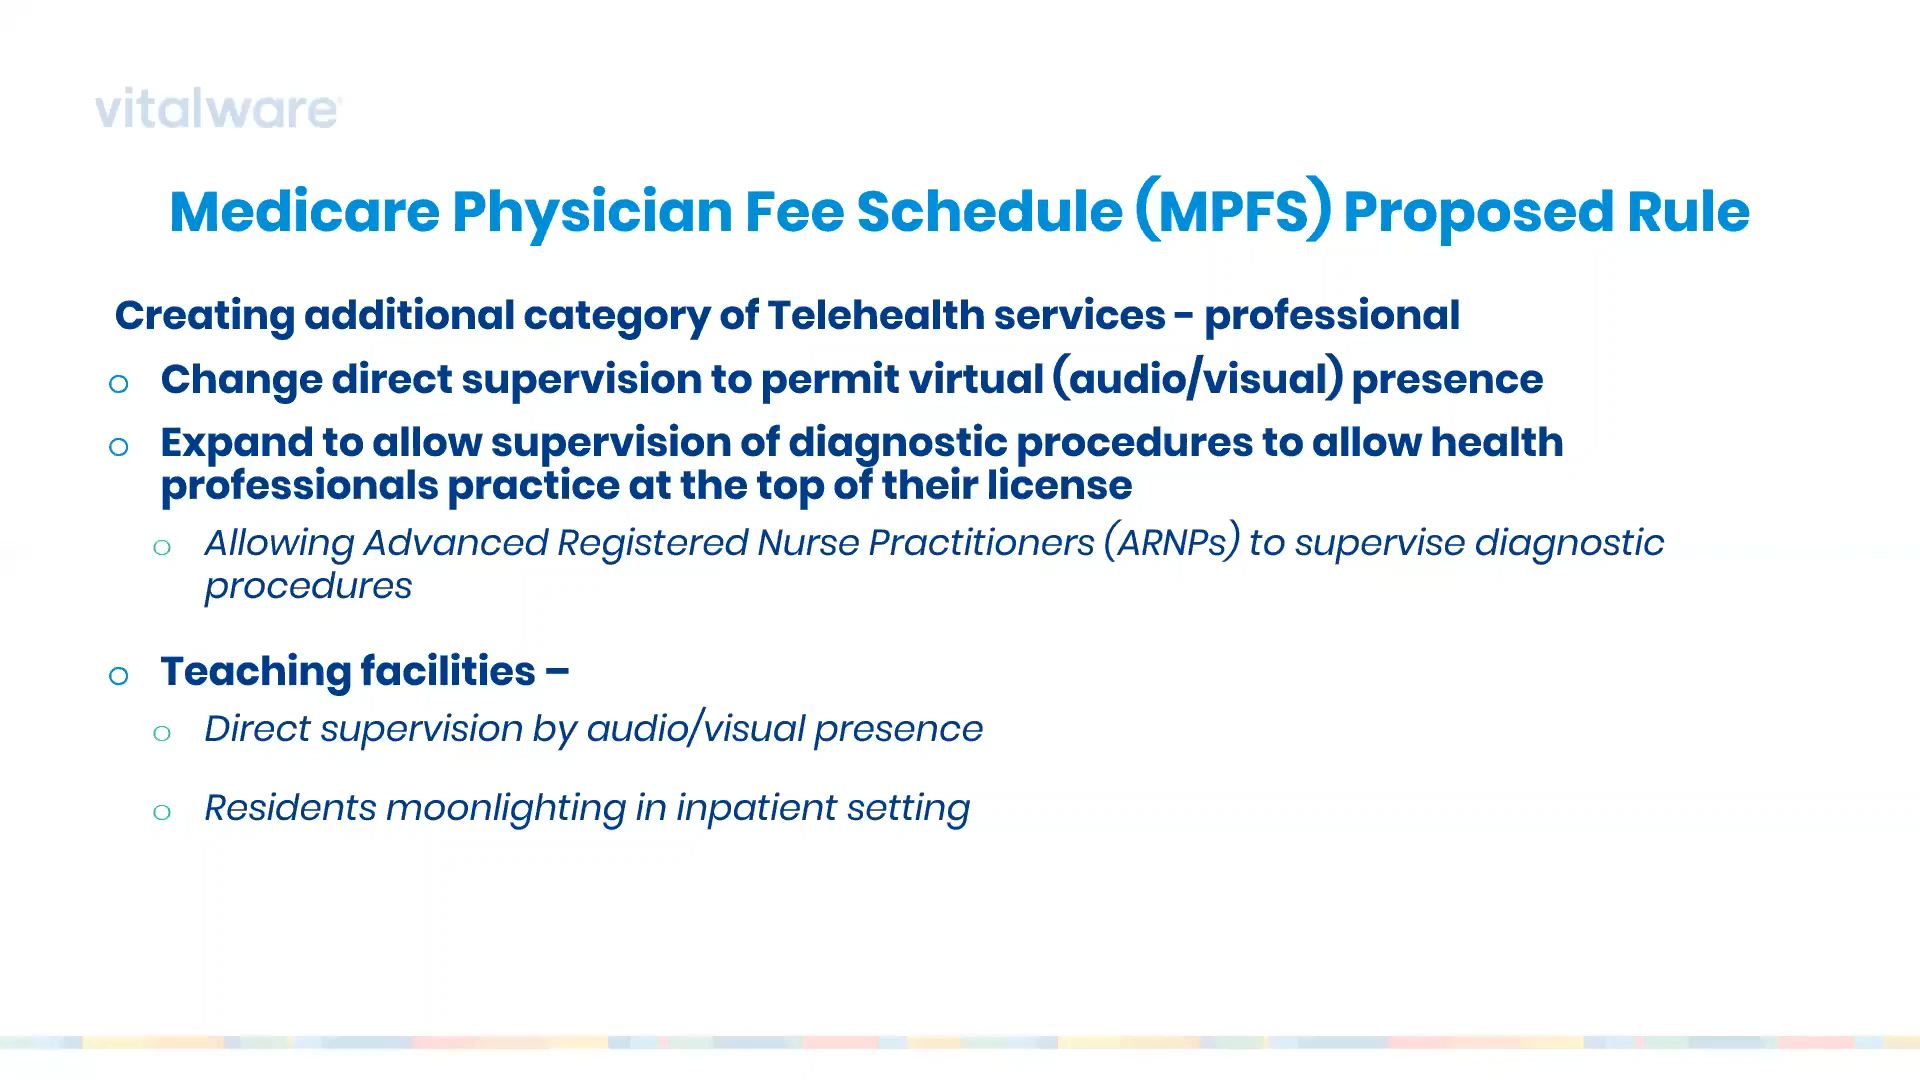 vitalware
Medicare Physician Fee Schedule (MPFS) Proposed Rule
Creating additional category of Telehealth services - professional
o Change direct supervision to permit virtual (audio/visual) presence
o Expand to allow supervision of diagnostic procedures to allow health
professionals practice at the top of their license
o Allowing Advanced Registered Nurse Practitioners (ARNPs) to supervise diagnostic
procedures
o Teaching facilities –
o Direct supervision by audio/visual presence
o Residents moonlighting in inpatient setting